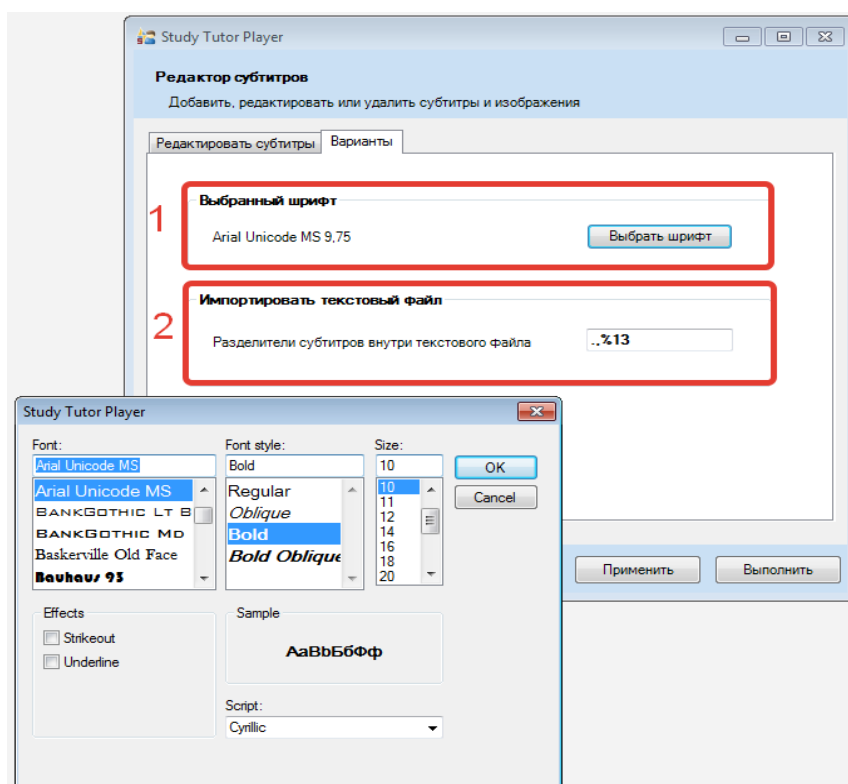 Study Tutor Player
Редактор субтитров
Добавить, редактировать или удалить субтитры и изображения
Редактировать субтитры Варианты
1
Выбранный шрифт
Arial Unicode MS 9,75 Выбрать шрифт
2
Импортировать текстовый файл
Разделители субтитров внутри текстового файла .,%13
Применить Выполнить
Study Tutor Player
Font: Font style: Size:
Arial Unicode MS Bold 10 OK
Arial Unicode MS Regular 10 Cancel
BankGothic Lt B Oblique 11
BankGothic Md Bold 12
Baskerville Old Face Bold Oblique 14
Bauhaus 93 16
18
20
Effects Sample
Strikeout
Underline
AaBbБбФф
Script:
Cyrillic